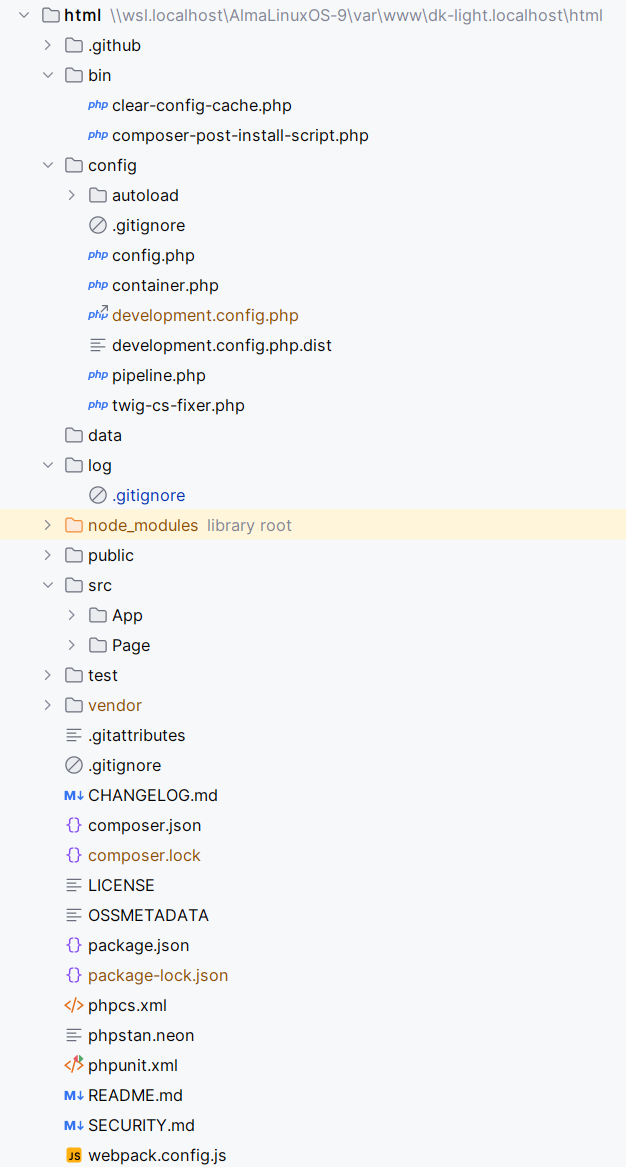 html \\wsl.localhost\AlmaLinuxOS-9\var\www\dk-light.localhost\html
.github
bin
php clear-config-cache.php
php composer-post-install-script.php
config
autoload
.gitignore
php config.php
php container.php
php development.config.php
development.config.php.dist
php pipeline.php
php twig-cs-fixer.php
data
log
.gitignore
node_modules library root
public
src
App
Page
test
vendor
.gitattributes
.gitignore
M↓ CHANGELOG.md
{} composer.json
{} composer.lock
LICENSE
OSSMETADATA
{} package.json
{} package-lock.json
</> phpcs.xml
phpstan.neon
</> phpunit.xml
M↓ README.md
M↓ SECURITY.md
JS webpack.config.js